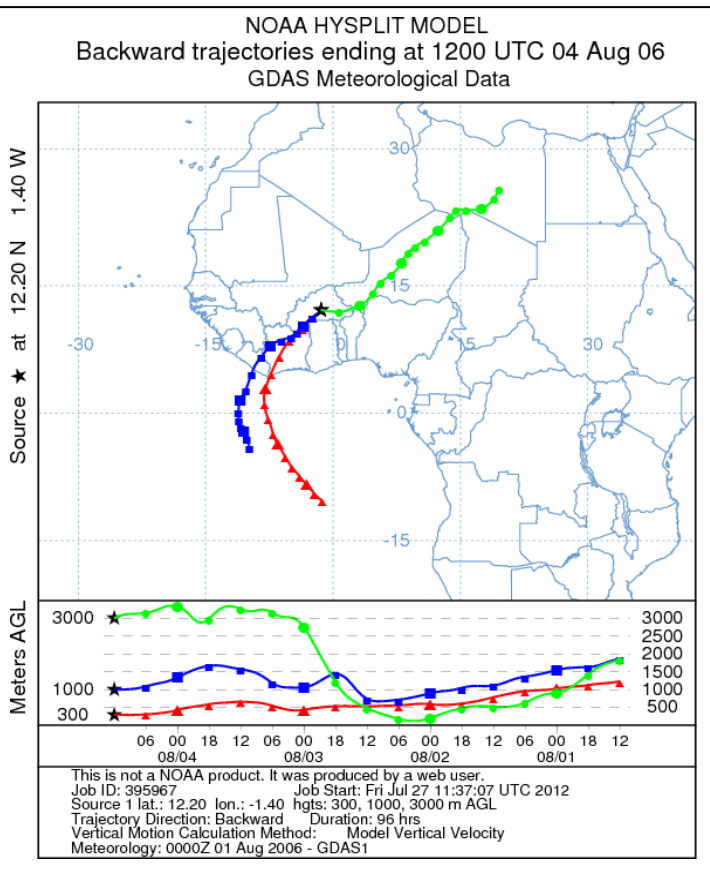 NOAA HYSPLIT MODEL
Backward trajectories ending at 1200 UTC 04 Aug 06
GDAS Meteorological Data
Source ★ at 12.20 N 1.40 W
30
15
-30 -15 0 15 30
0
-15
Meters AGL
3000 3000
2500
2000
1500
1000 1000
300 500
06 00 18 12 06 00 18 12 06 00 18 12 06 00 18 12
08/04 08/03 08/02 08/01
This is not a NOAA product. It was produced by a web user.
Job ID: 395967 Job Start: Fri Jul 27 11:37:07 UTC 2012
Source 1 lat.: 12.20 lon.: -1.40 hgts: 300, 1000, 3000 m AGL
Trajectory Direction: Backward Duration: 96 hrs
Vertical Motion Calculation Method: Model Vertical Velocity
Meteorology: 0000Z 01 Aug 2006 - GDAS1